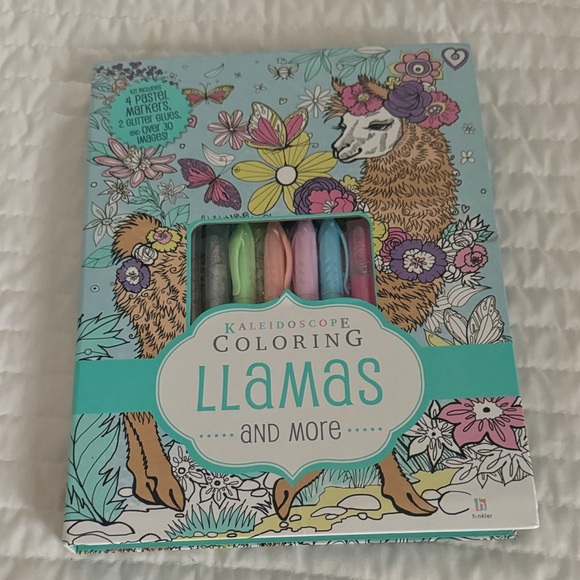 KIT INCLUDES
4 PASTEL
MARKERS,
2 GLITTER GLUES,
AND OVER 30
IMAGES!
KALEIDOSCOPE
COLORING
LLAMAS
AND MORE
hinkler